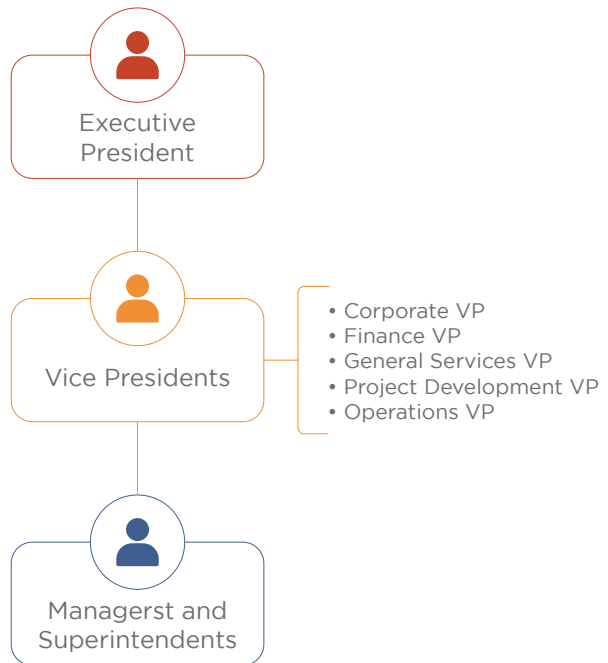 Executive
President
Vice Presidents
• Corporate VP
• Finance VP
• General Services VP
• Project Development VP
• Operations VP
Managerst and
Superintendents